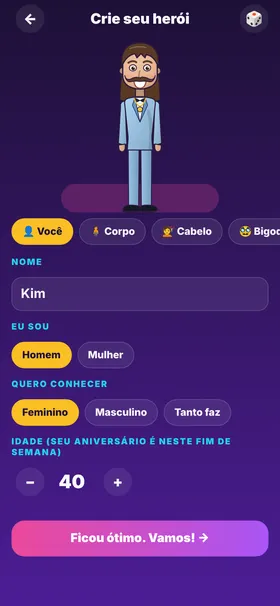 ←
Crie seu herói
👤 Você
🧍 Corpo
💇 Cabelo
🥸 Bigod
NOME
Kim
EU SOU
Homem
Mulher
QUERO CONHECER
Feminino
Masculino
Tanto faz
IDADE (SEU ANIVERSÁRIO É NESTE FIM DE
SEMANA)
− 40 +
Ficou ótimo. Vamos! →